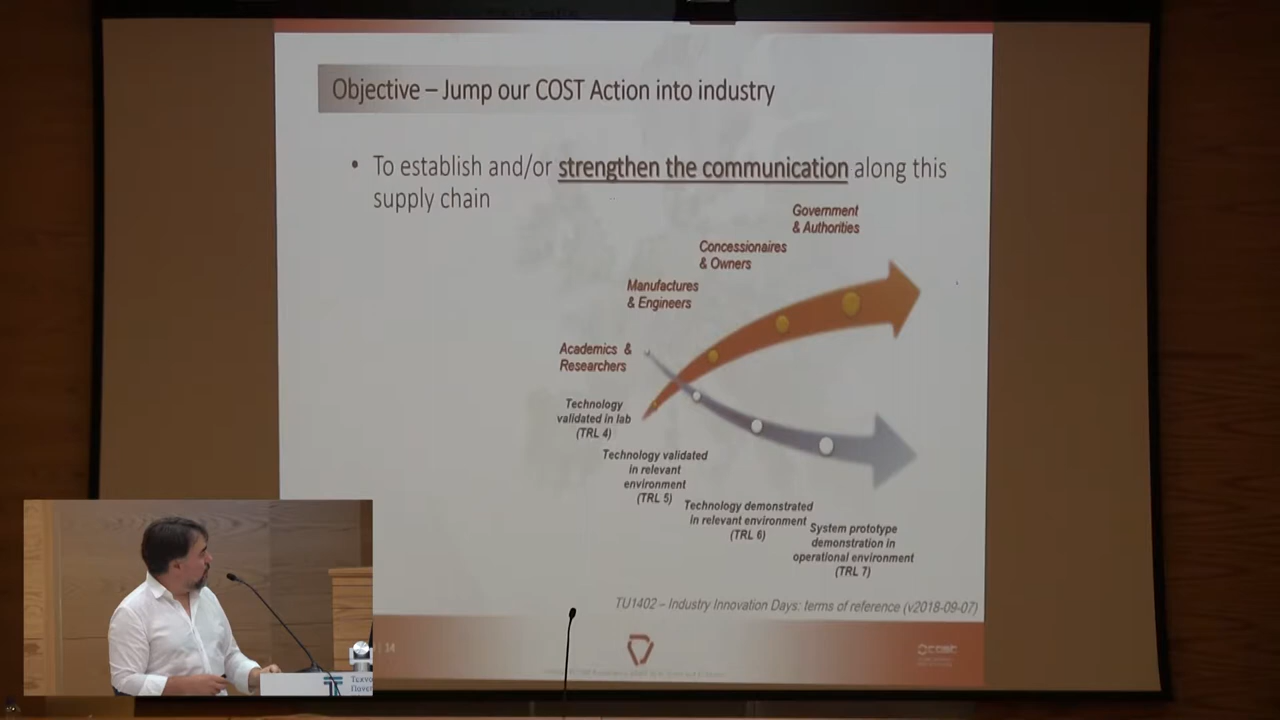 Objective – Jump our COST Action into industry
• To establish and/or strengthen the communication along this
supply chain
Government
& Authorities
Concessionaires
& Owners
Manufactures
& Engineers
Academics &
Researchers
Technology
validated in lab
(TRL 4)
Technology validated
in relevant
environment
(TRL 5)
Technology demonstrated
in relevant environment
(TRL 6)
System prototype
demonstration in
operational environment
(TRL 7)
TU1402 – Industry Innovation Days: terms of reference (v2018-09-07)
| 14
cost